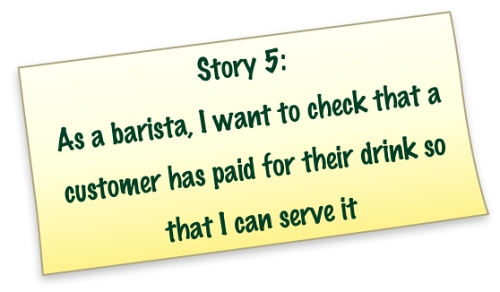 Story 5:
As a barista, I want to check that a
customer has paid for their drink so
that I can serve it